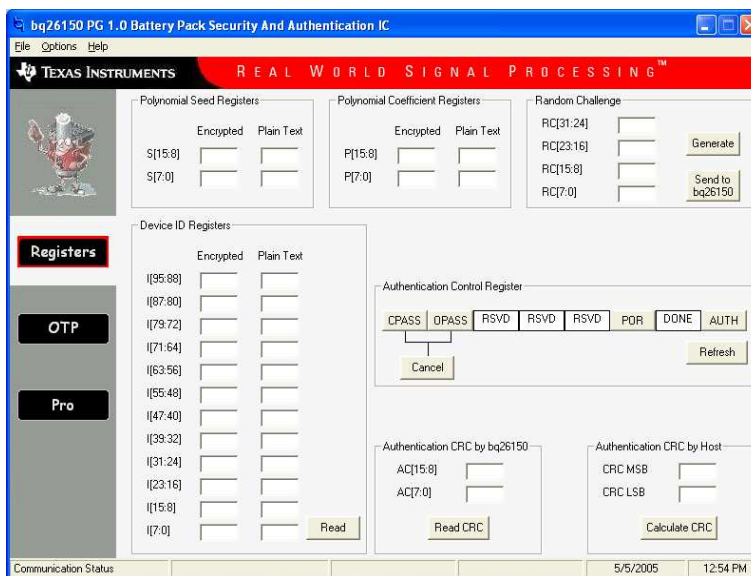 bq26150 PG 1.0 Battery Pack Security And Authentication IC
File Options Help
TEXAS INSTRUMENTS
REAL WORLD SIGNAL PROCESSING™
Polynomial Seed Registers
Encrypted Plain Text
S[15:8]
S[7:0]
Polynomial Coefficient Registers
Encrypted Plain Text
P[15:8]
P[7:0]
Random Challenge
RC[31:24]
RC[23:16]
RC[15:8]
RC[7:0]
Generate
Send to
bq26150
Registers
OTP
Pro
Device ID Registers
Encrypted Plain Text
I[95:88]
I[87:80]
I[79:72]
I[71:64]
I[63:56]
I[55:48]
I[47:40]
I[39:32]
I[31:24]
I[23:16]
I[15:8]
I[7:0]
Read
Authentication Control Register
CPASS OPASS RSVD RSVD RSVD POR DONE AUTH
Cancel
Refresh
Authentication CRC by bq26150
AC[15:8]
AC[7:0]
Read CRC
Authentication CRC by Host
CRC MSB
CRC LSB
Calculate CRC
Communication Status
5/5/2005 12:54 PM